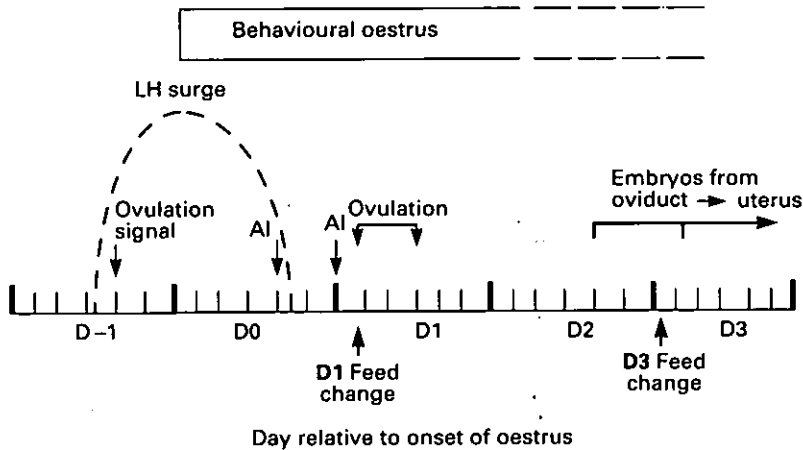 Behavioural oestrus
LH surge
Ovulation
signal
AI
AI
Ovulation
Embryos from
oviduct → uterus
D–1
D0
D1
D2
D3
D1 Feed
change
D3 Feed
change
Day relative to onset of oestrus